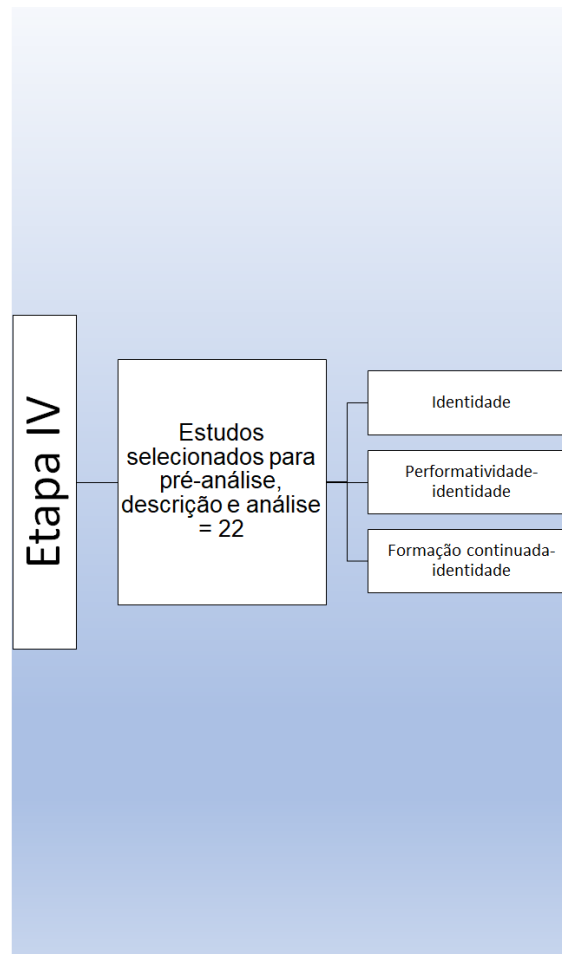 Etapa IV
Estudos
selecionados para
pré-análise,
descrição e análise
= 22
Identidade
Performatividade-
identidade
Formação continuada-
identidade